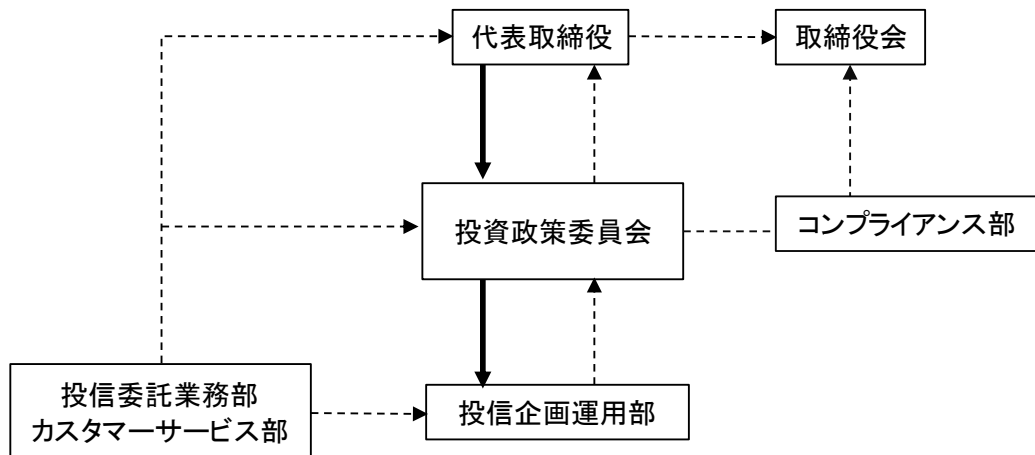 代表取締役
取締役会
投資政策委員会
コンプライアンス部
投信委託業務部
カスタマーサービス部
投信企画運用部